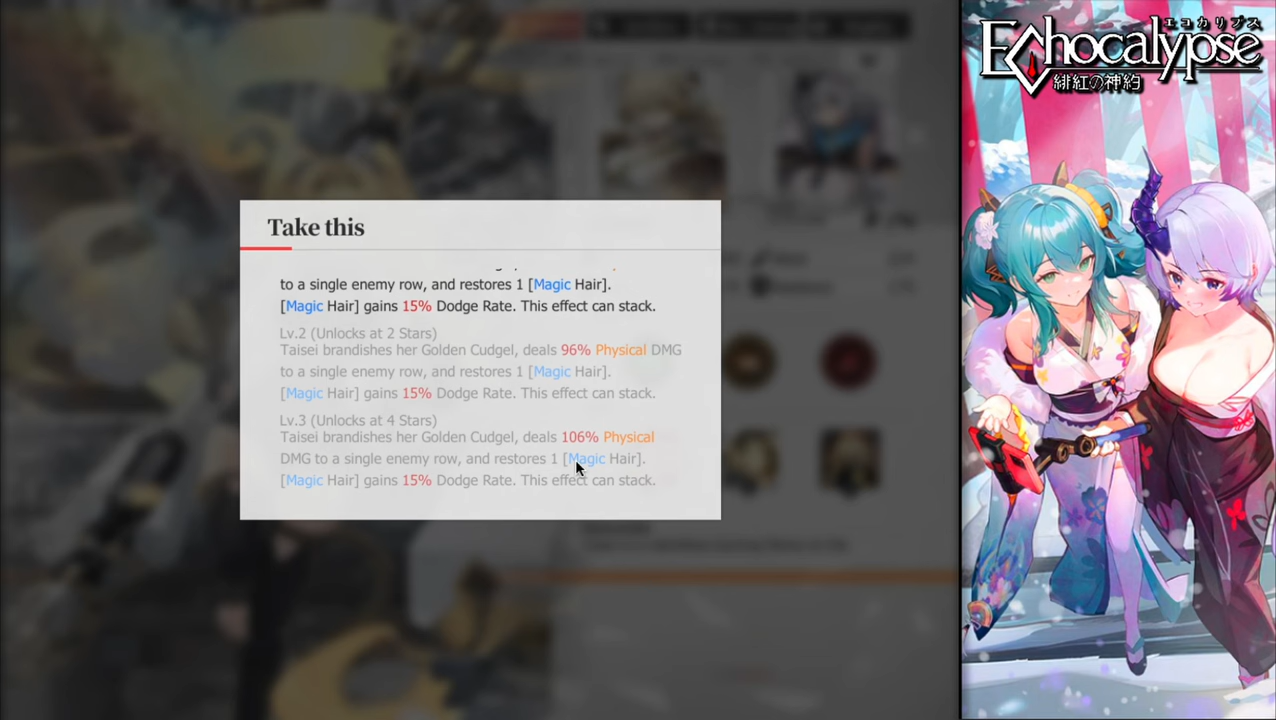 Echocalypse
エコカリプス
緋紅の神約
Take this
to a single enemy row, and restores 1 [Magic Hair].
[Magic Hair] gains 15% Dodge Rate. This effect can stack.
Lv.2 (Unlocks at 2 Stars)
Taisei brandishes her Golden Cudgel, deals 96% Physical DMG
to a single enemy row, and restores 1 [Magic Hair].
[Magic Hair] gains 15% Dodge Rate. This effect can stack.
Lv.3 (Unlocks at 4 Stars)
Taisei brandishes her Golden Cudgel, deals 106% Physical
DMG to a single enemy row, and restores 1 [Magic Hair].
[Magic Hair] gains 15% Dodge Rate. This effect can stack.